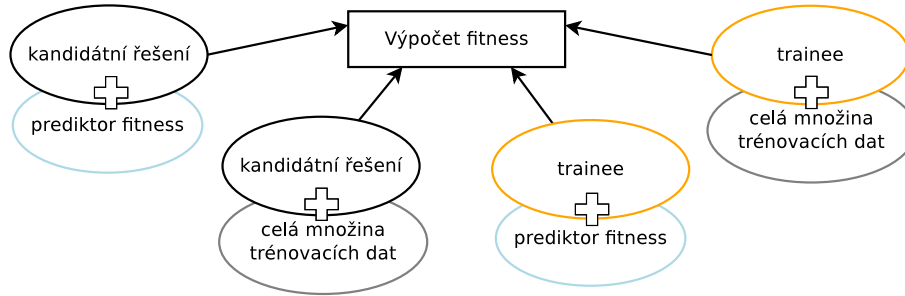 Výpočet fitness
kandidátní řešení
prediktor fitness
kandidátní řešení
celá množina
trénovacích dat
trainee
prediktor fitness
trainee
celá množina
trénovacích dat